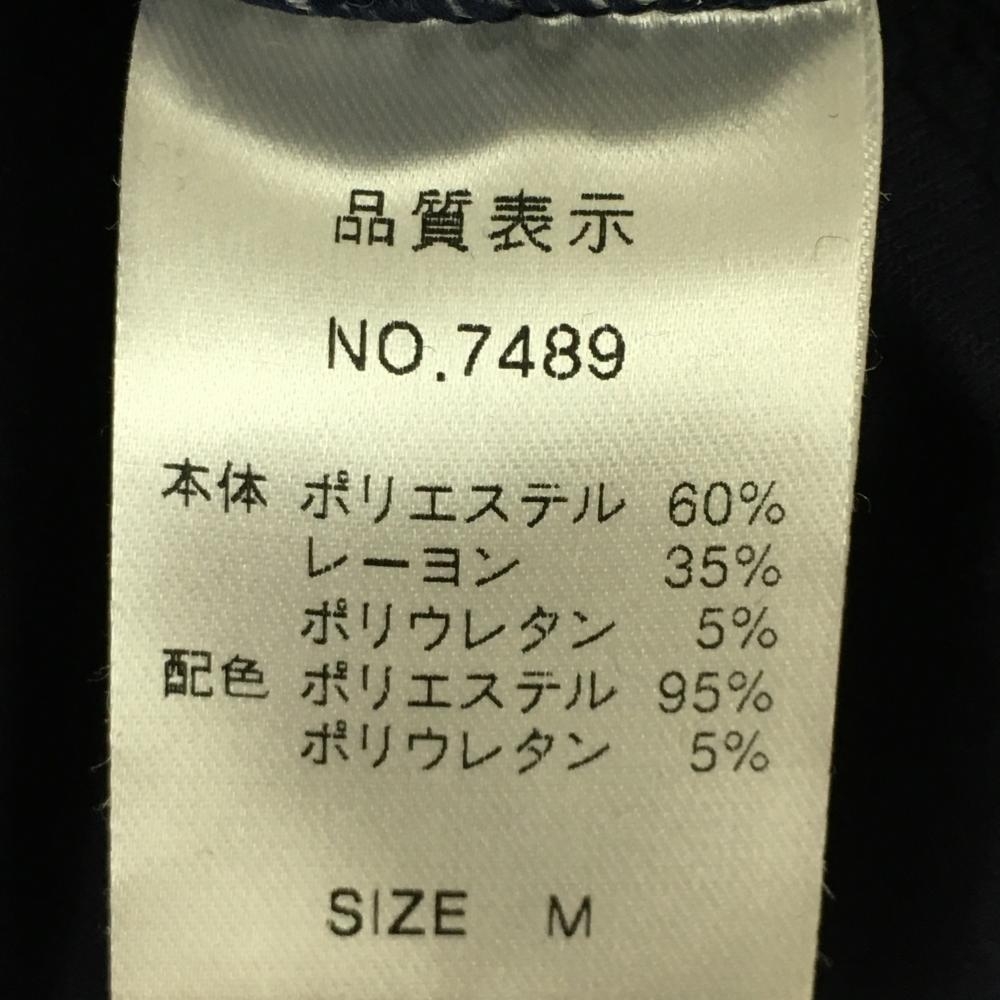 品質表示
NO.7489
本体 ポリエステル 60%
レーヨン 35%
ポリウレタン 5%
配色 ポリエステル 95%
ポリウレタン 5%
SIZE M